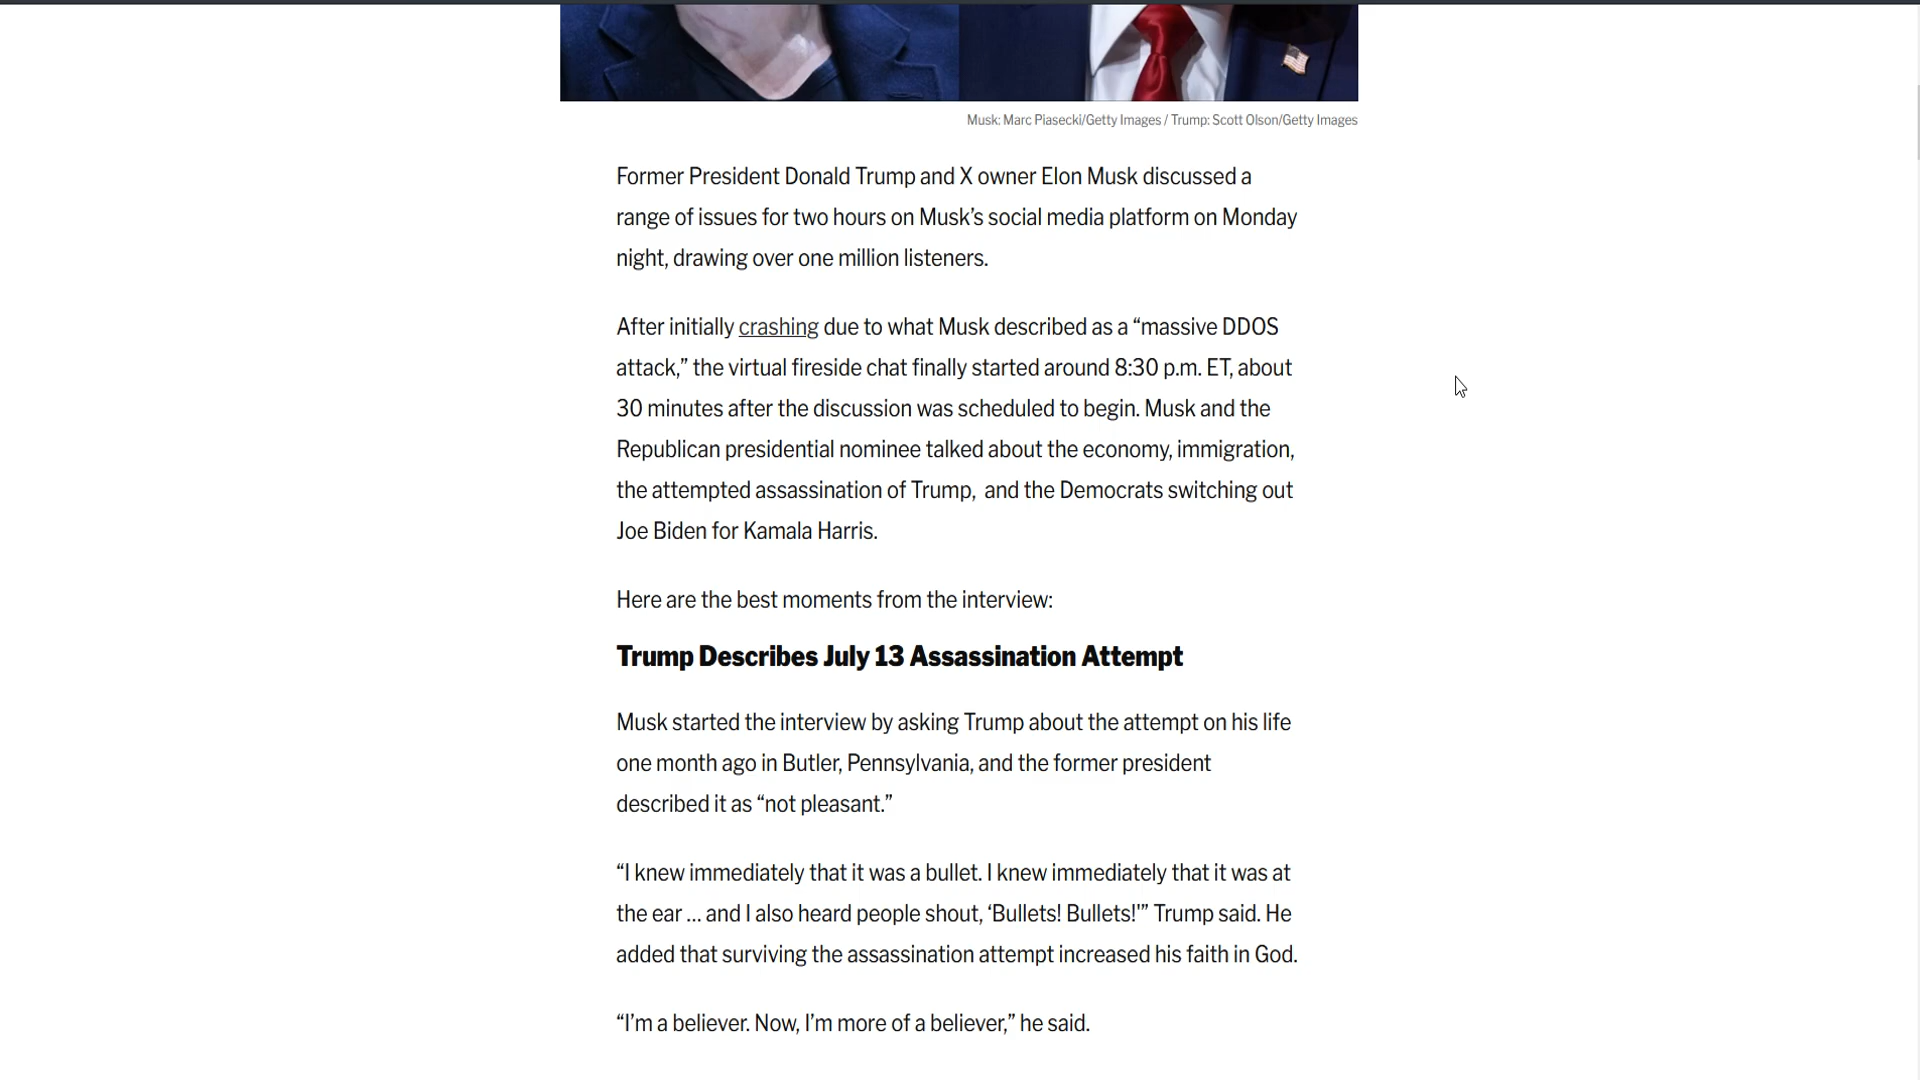 Musk: Marc Piasecki/Getty Images / Trump: Scott Olson/Getty Images
Former President Donald Trump and X owner Elon Musk discussed a
range of issues for two hours on Musk’s social media platform on Monday
night, drawing over one million listeners.
After initially crashing due to what Musk described as a “massive DDOS
attack,” the virtual fireside chat finally started around 8:30 p.m. ET, about
30 minutes after the discussion was scheduled to begin. Musk and the
Republican presidential nominee talked about the economy, immigration,
the attempted assassination of Trump,  and the Democrats switching out
Joe Biden for Kamala Harris.
Here are the best moments from the interview:
Trump Describes July 13 Assassination Attempt
Musk started the interview by asking Trump about the attempt on his life
one month ago in Butler, Pennsylvania, and the former president
described it as “not pleasant.”
“I knew immediately that it was a bullet. I knew immediately that it was at
the ear … and I also heard people shout, ‘Bullets! Bullets!'” Trump said. He
added that surviving the assassination attempt increased his faith in God.
“I’m a believer. Now, I’m more of a believer,” he said.